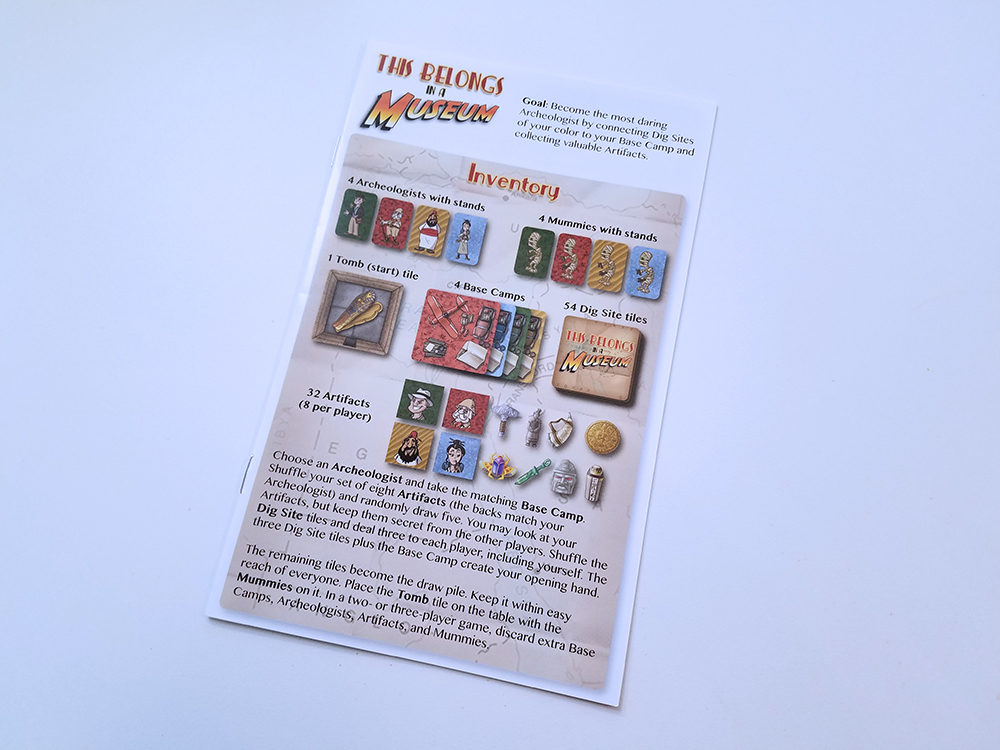 THIS BELONGS
IN A
MUSEUM
Goal: Become the most daring
Archeologist by connecting Dig Sites
of your color to your Base Camp and
collecting valuable Artifacts.
Inventory
4 Archeologists with stands
4 Mummies with stands
1 Tomb (start) tile
4 Base Camps
54 Dig Site tiles
THIS BELONGS
IN A
MUSEUM
32 Artifacts
(8 per player)
E G
Choose an Archeologist and take the matching Base Camp.
Shuffle your set of eight Artifacts (the backs match your
Archeologist) and randomly draw five. You may look at your
Artifacts, but keep them secret from the other players. Shuffle the
Dig Site tiles and deal three to each player, including yourself. The
three Dig Site tiles plus the Base Camp create your opening hand.
The remaining tiles become the draw pile. Keep it within easy
reach of everyone. Place the Tomb tile on the table with the
Mummies on it. In a two- or three-player game, discard extra Base
Camps, Archeologists, Artifacts, and Mummies.